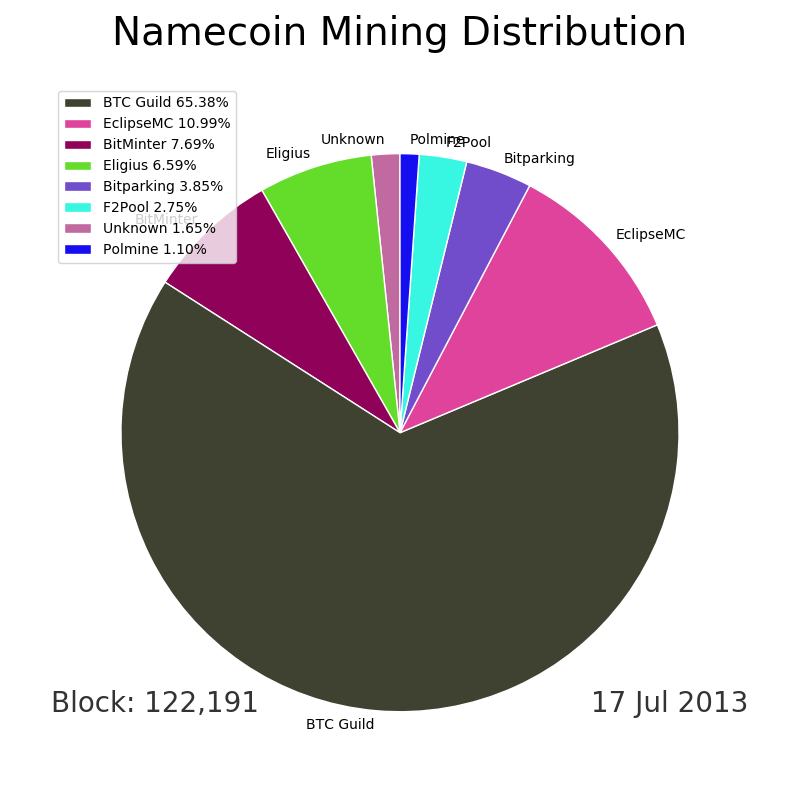 Namecoin Mining Distribution
BTC Guild 65.38%
EclipseMC 10.99%
BitMinter 7.69%
Eligius 6.59%
Bitparking 3.85%
F2Pool 2.75%
Unknown 1.65%
Polmine 1.10%
Unknown
Polmine
F2Pool
Eligius
Bitparking
BitMinter
EclipseMC
Block: 122,191
17 Jul 2013
BTC Guild